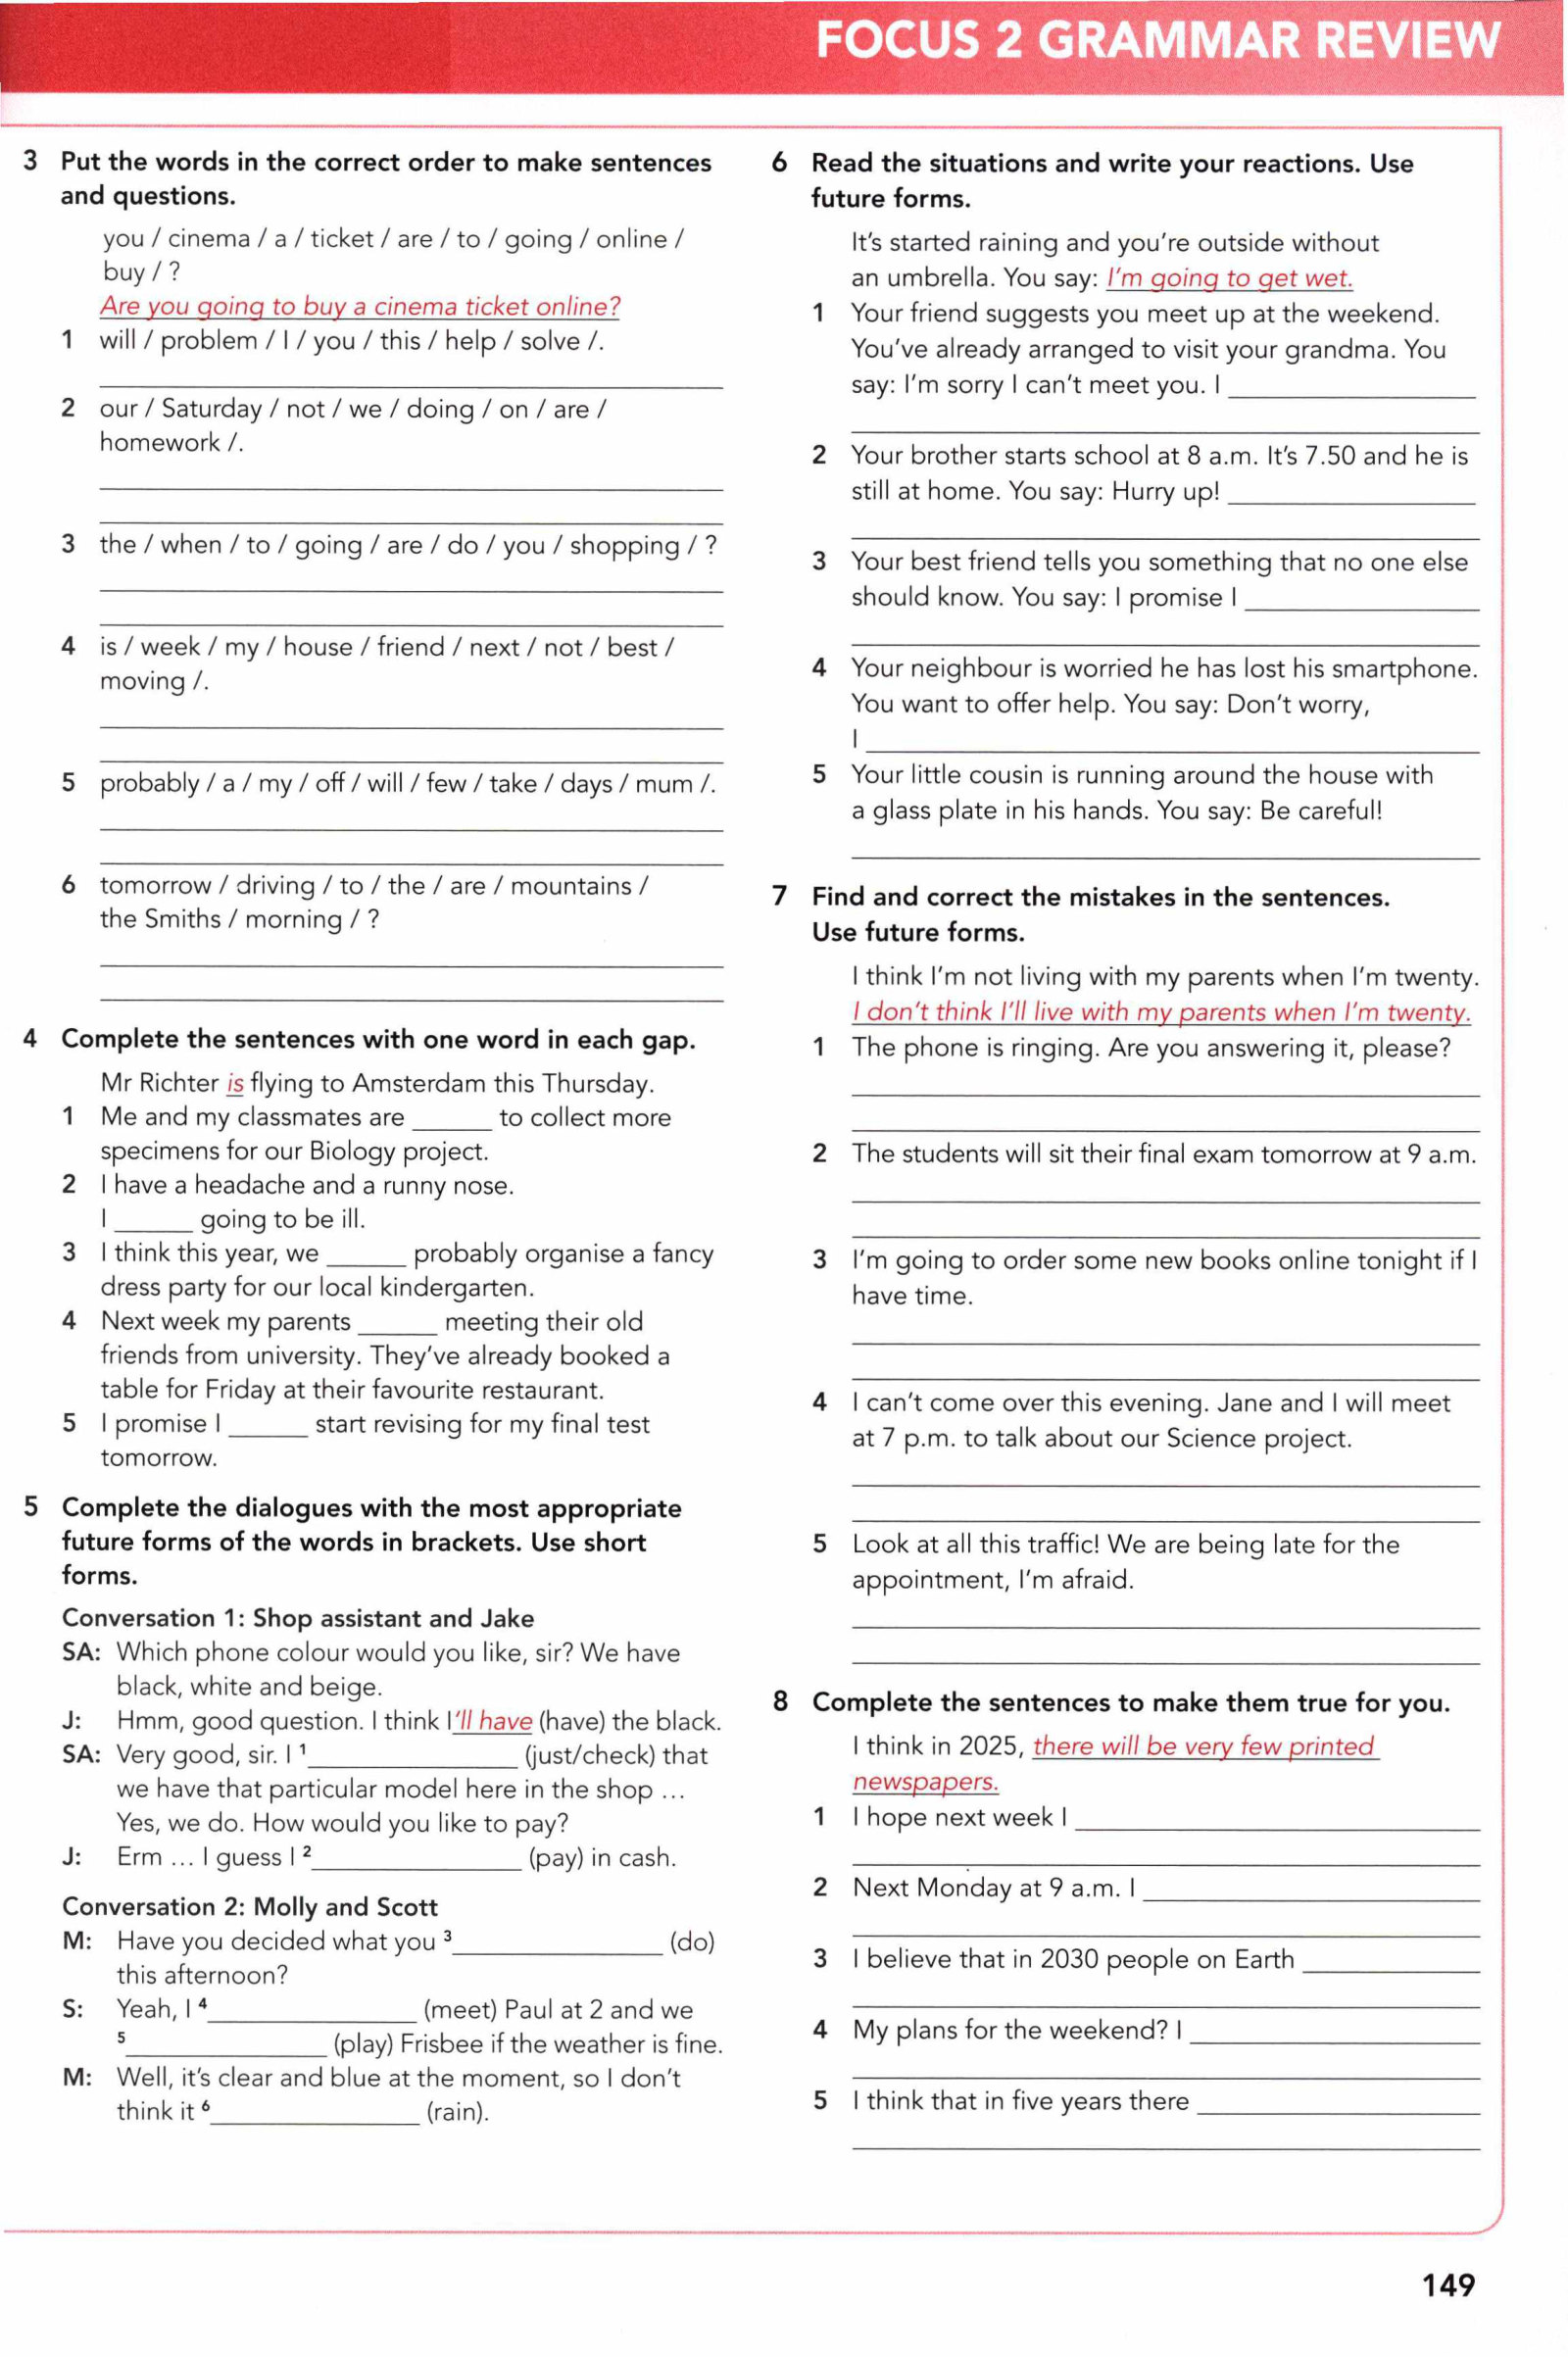 FOCUS 2 GRAMMAR REVIEW
3 Put the words in the correct order to make sentences
and questions.
you / cinema / a / ticket / are / to / going / online /
buy / ?
Are you going to buy a cinema ticket online?
1 will / problem / I / you / this / help / solve /.
2 our / Saturday / not / we / doing / on / are /
homework /.
3 the / when / to / going / are / do / you / shopping / ?
4 is / week / my / house / friend / next / not / best /
moving /.
5 probably / a / my / off / will / few / take / days / mum /.
6 tomorrow / driving / to / the / are / mountains /
the Smiths / morning / ?
4 Complete the sentences with one word in each gap.
Mr Richter is flying to Amsterdam this Thursday.
1 Me and my classmates are ______ to collect more
specimens for our Biology project.
2 I have a headache and a runny nose.
I ______ going to be ill.
3 I think this year, we ______ probably organise a fancy
dress party for our local kindergarten.
4 Next week my parents ______ meeting their old
friends from university. They've already booked a
table for Friday at their favourite restaurant.
5 I promise I ______ start revising for my final test
tomorrow.
5 Complete the dialogues with the most appropriate
future forms of the words in brackets. Use short
forms.
Conversation 1: Shop assistant and Jake
SA: Which phone colour would you like, sir? We have
black, white and beige.
J: Hmm, good question. I think I'll have (have) the black.
SA: Very good, sir. I 1________________ (just/check) that
we have that particular model here in the shop ...
Yes, we do. How would you like to pay?
J: Erm ... I guess I 2________________ (pay) in cash.
Conversation 2: Molly and Scott
M: Have you decided what you 3________________ (do)
this afternoon?
S: Yeah, I 4________________ (meet) Paul at 2 and we
5________________ (play) Frisbee if the weather is fine.
M: Well, it's clear and blue at the moment, so I don't
think it 6________________ (rain).
6 Read the situations and write your reactions. Use
future forms.
It's started raining and you're outside without
an umbrella. You say: I'm going to get wet.
1 Your friend suggests you meet up at the weekend.
You've already arranged to visit your grandma. You
say: I'm sorry I can't meet you. I ________________
2 Your brother starts school at 8 a.m. It's 7.50 and he is
still at home. You say: Hurry up! ________________
3 Your best friend tells you something that no one else
should know. You say: I promise I ________________
4 Your neighbour is worried he has lost his smartphone.
You want to offer help. You say: Don't worry,
I ________________
5 Your little cousin is running around the house with
a glass plate in his hands. You say: Be careful!
7 Find and correct the mistakes in the sentences.
Use future forms.
I think I'm not living with my parents when I'm twenty.
I don't think I'll live with my parents when I'm twenty.
1 The phone is ringing. Are you answering it, please?
2 The students will sit their final exam tomorrow at 9 a.m.
3 I'm going to order some new books online tonight if I
have time.
4 I can't come over this evening. Jane and I will meet
at 7 p.m. to talk about our Science project.
5 Look at all this traffic! We are being late for the
appointment, I'm afraid.
8 Complete the sentences to make them true for you.
I think in 2025, there will be very few printed
newspapers.
1 I hope next week I ________________
2 Next Monday at 9 a.m. I ________________
3 I believe that in 2030 people on Earth ________________
4 My plans for the weekend? I ________________
5 I think that in five years there ________________
149